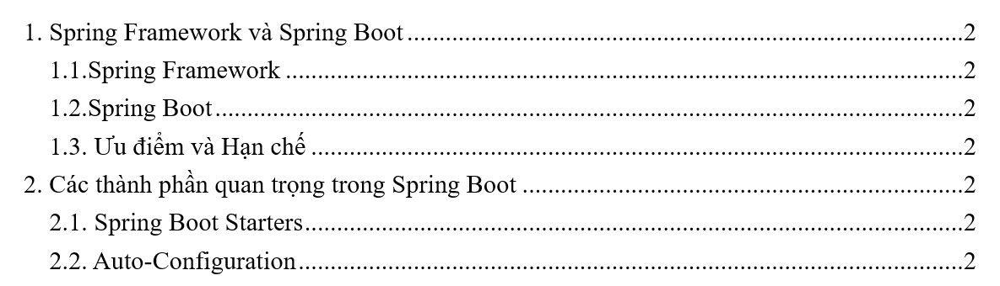 1. Spring Framework và Spring Boot.......................................................................................2
1.1.Spring Framework ..........................................................................................................2
1.2.Spring Boot.....................................................................................................................2
1.3. Ưu điểm và Hạn chế ......................................................................................................2
2. Các thành phần quan trọng trong Spring Boot .....................................................................2
2.1. Spring Boot Starters.......................................................................................................2
2.2. Auto-Configuration........................................................................................................2